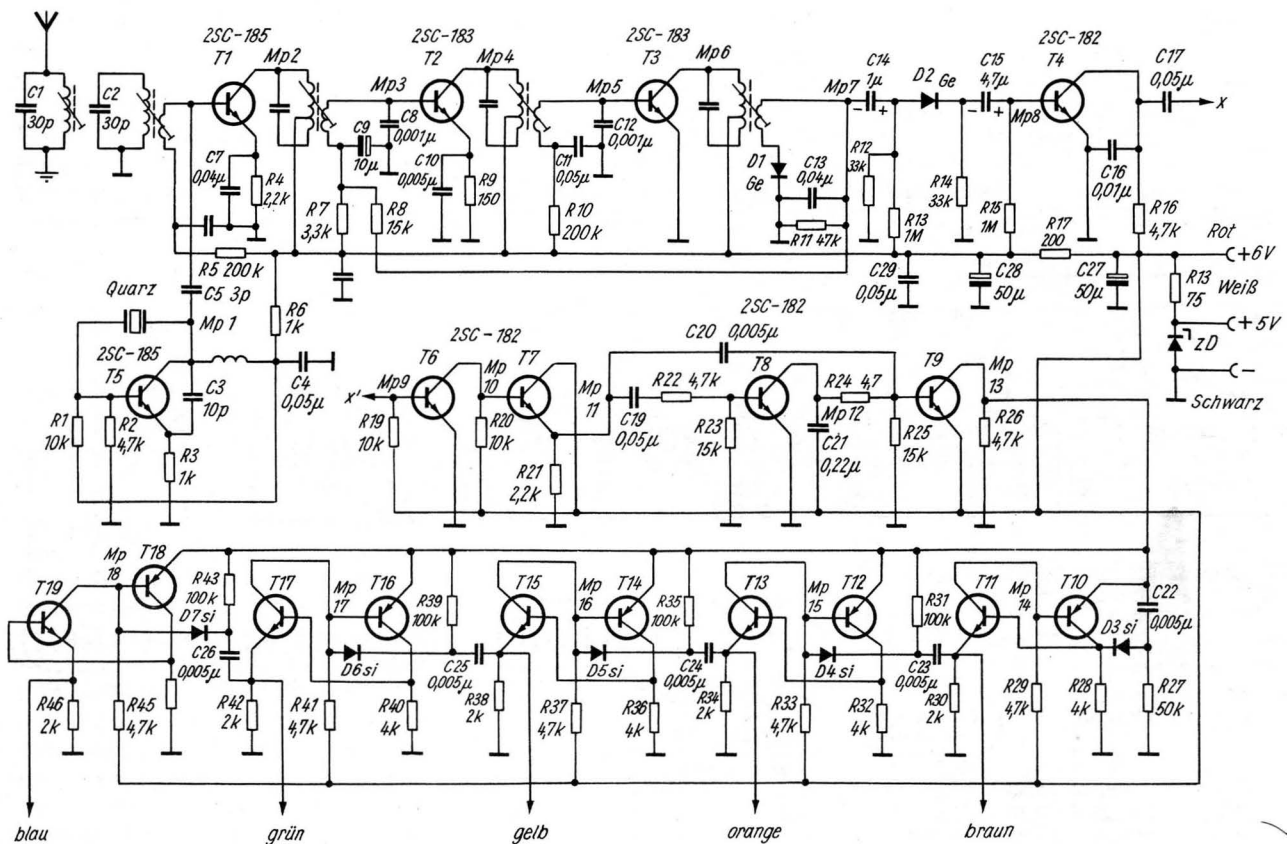 2SC-185
T1
Mp2
2SC-183
T2
Mp4
2SC-183
T3
Mp6
Mp7
C14
1µ
D2
Ge
C15
4,7µ
2SC-182
T4
C17
0,05µ
x
C1
30p
C2
30p
Mp3
C8
0,001µ
Mp5
C12
0,001µ
Mp8
C7
0,04µ
R4
2,2k
C9
10µ
C10
0,005µ
R9
150
C11
0,05µ
D1
Ge
C13
0,04µ
R12
33k
R14
33k
C16
0,01µ
R7
3,3k
R8
15k
R10
200k
R11 47k
R13
1M
R15
1M
R16
4,7k
R17
200
Rot
+6V
R5 200k
C29
0,05µ
C28
50µ
C27
50µ
R13
75
Weiß
+5V
zD
−
Schwarz
Quarz
C5 3p
Mp 1
R6
1k
2SC-185
T5
C3
10p
C4
0,05µ
R1
10k
R2
4,7k
R3
1k
2SC-182
C20
0,005µ
2SC-182
x'
Mp9
T6
Mp
10
T7
Mp
11
R22 4,7k
T8
R24 4,7
T9
Mp
13
C19
0,05µ
Mp12
C21
0,22µ
R19
10k
R20
10k
R21
2,2k
R23
15k
R25
15k
R26
4,7k
T19
Mp
18
T18
R43
100k
T17
Mp
17
T16
R39
100k
T15
Mp
16
T14
R35
100k
T13
Mp
15
T12
R31
100k
T11
Mp
14
T10
C22
0,005µ
D7si
C26
0,005µ
D6si
C25
0,005µ
D5si
C24
0,005µ
D4si
C23
0,005µ
D3 si
R46
2k
R45
4,7k
R42
2k
R41
4,7k
R40
4k
R38
2k
R37
4,7k
R36
4k
R34
2k
R33
4,7k
R32
4k
R30
2k
R29
4,7k
R28
4k
R27
50k
blau
grün
gelb
orange
braun